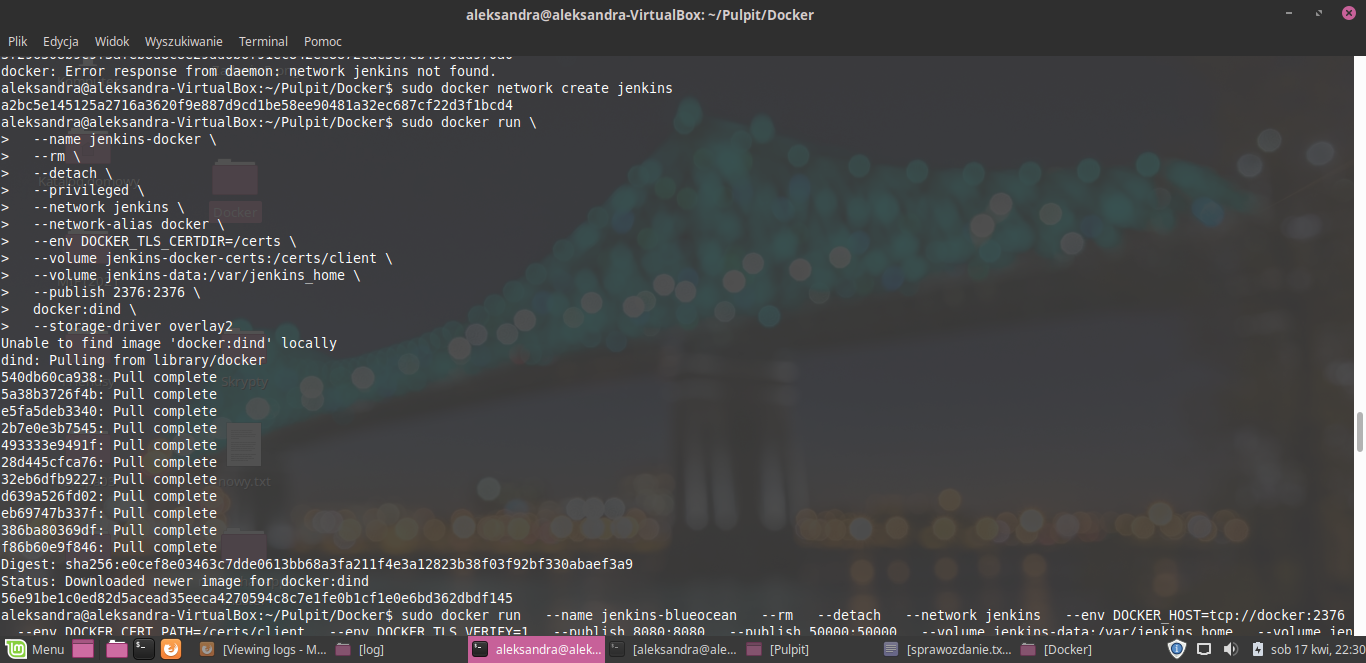 aleksandra@aleksandra-VirtualBox: ~/Pulpit/Docker
Plik Edycja Widok Wyszukiwanie Terminal Pomoc
docker: Error response from daemon: network jenkins not found.
aleksandra@aleksandra-VirtualBox:~/Pulpit/Docker$ sudo docker network create jenkins
a2bc5e145125a2716a3620f9e887d9cd1be58ee90481a32ec687cf22d3f1bcd4
aleksandra@aleksandra-VirtualBox:~/Pulpit/Docker$ sudo docker run \
> --name jenkins-docker \
> --rm \
> --detach \
> --privileged \
> --network jenkins \
> --network-alias docker \
> --env DOCKER_TLS_CERTDIR=/certs \
> --volume jenkins-docker-certs:/certs/client \
> --volume jenkins-data:/var/jenkins_home \
> --publish 2376:2376 \
> docker:dind \
> --storage-driver overlay2
Unable to find image 'docker:dind' locally
dind: Pulling from library/docker
540db60ca938: Pull complete
5a38b3726f4b: Pull complete
e5fa5deb3340: Pull complete
2b7e0e3b7545: Pull complete
493333e9491f: Pull complete
28d445cfca76: Pull complete
32eb6dfb9227: Pull complete
d639a526fd02: Pull complete
eb69747b337f: Pull complete
386ba80369df: Pull complete
f86b60e9f846: Pull complete
Digest: sha256:e0cef8e03463c7dde0613bb68a3fa211f4e3a12823b38f03f92bf330abaef3a9
Status: Downloaded newer image for docker:dind
56e91be1c0ed82d5acead35eeca4270594c8c7e1fe0b1cf1e0e6bd362dbdf145
aleksandra@aleksandra-VirtualBox:~/Pulpit/Docker$ sudo docker run --name jenkins-blueocean --rm --detach --network jenkins --env DOCKER_HOST=tcp://docker:2376
--env DOCKER_CERT_PATH=/certs/client --env DOCKER_TLS_VERIFY=1 --publish 8080:8080 --publish 50000:50000 --volume jenkins-data:/var/jenkins_home --volume jen
Menu [Viewing logs - M... [log] aleksandra@alek... [aleksandra@ale... [Pulpit] [sprawozdanie.tx... [Docker] sob 17 kwi, 22:30